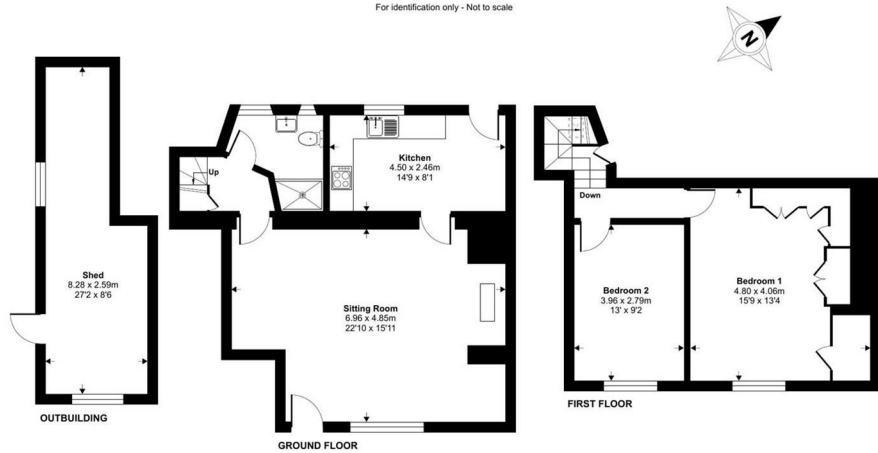 For identification only - Not to scale
N
Up
Kitchen
4.50 x 2.46m
14'9 x 8'1
Down
Shed
8.28 x 2.59m
27'2 x 8'6
Sitting Room
6.96 x 4.85m
22'10 x 15'11
Bedroom 2
3.96 x 2.79m
13' x 9'2
Bedroom 1
4.80 x 4.06m
15'9 x 13'4
OUTBUILDING
GROUND FLOOR
FIRST FLOOR